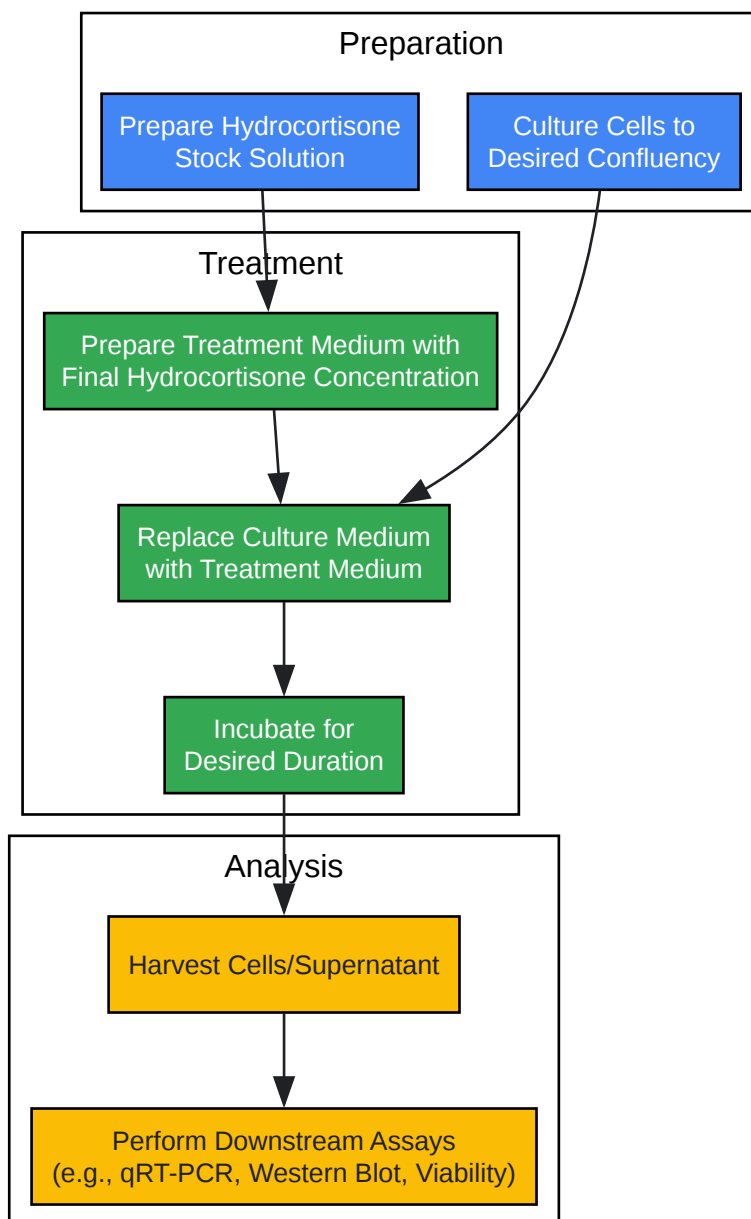 Preparation
Prepare Hydrocortisone
Stock Solution
Culture Cells to
Desired Confluency
Treatment
Prepare Treatment Medium with
Final Hydrocortisone Concentration
Replace Culture Medium
with Treatment Medium
Incubate for
Desired Duration
Analysis
Harvest Cells/Supernatant
Perform Downstream Assays
(e.g., qRT-PCR, Western Blot, Viability)